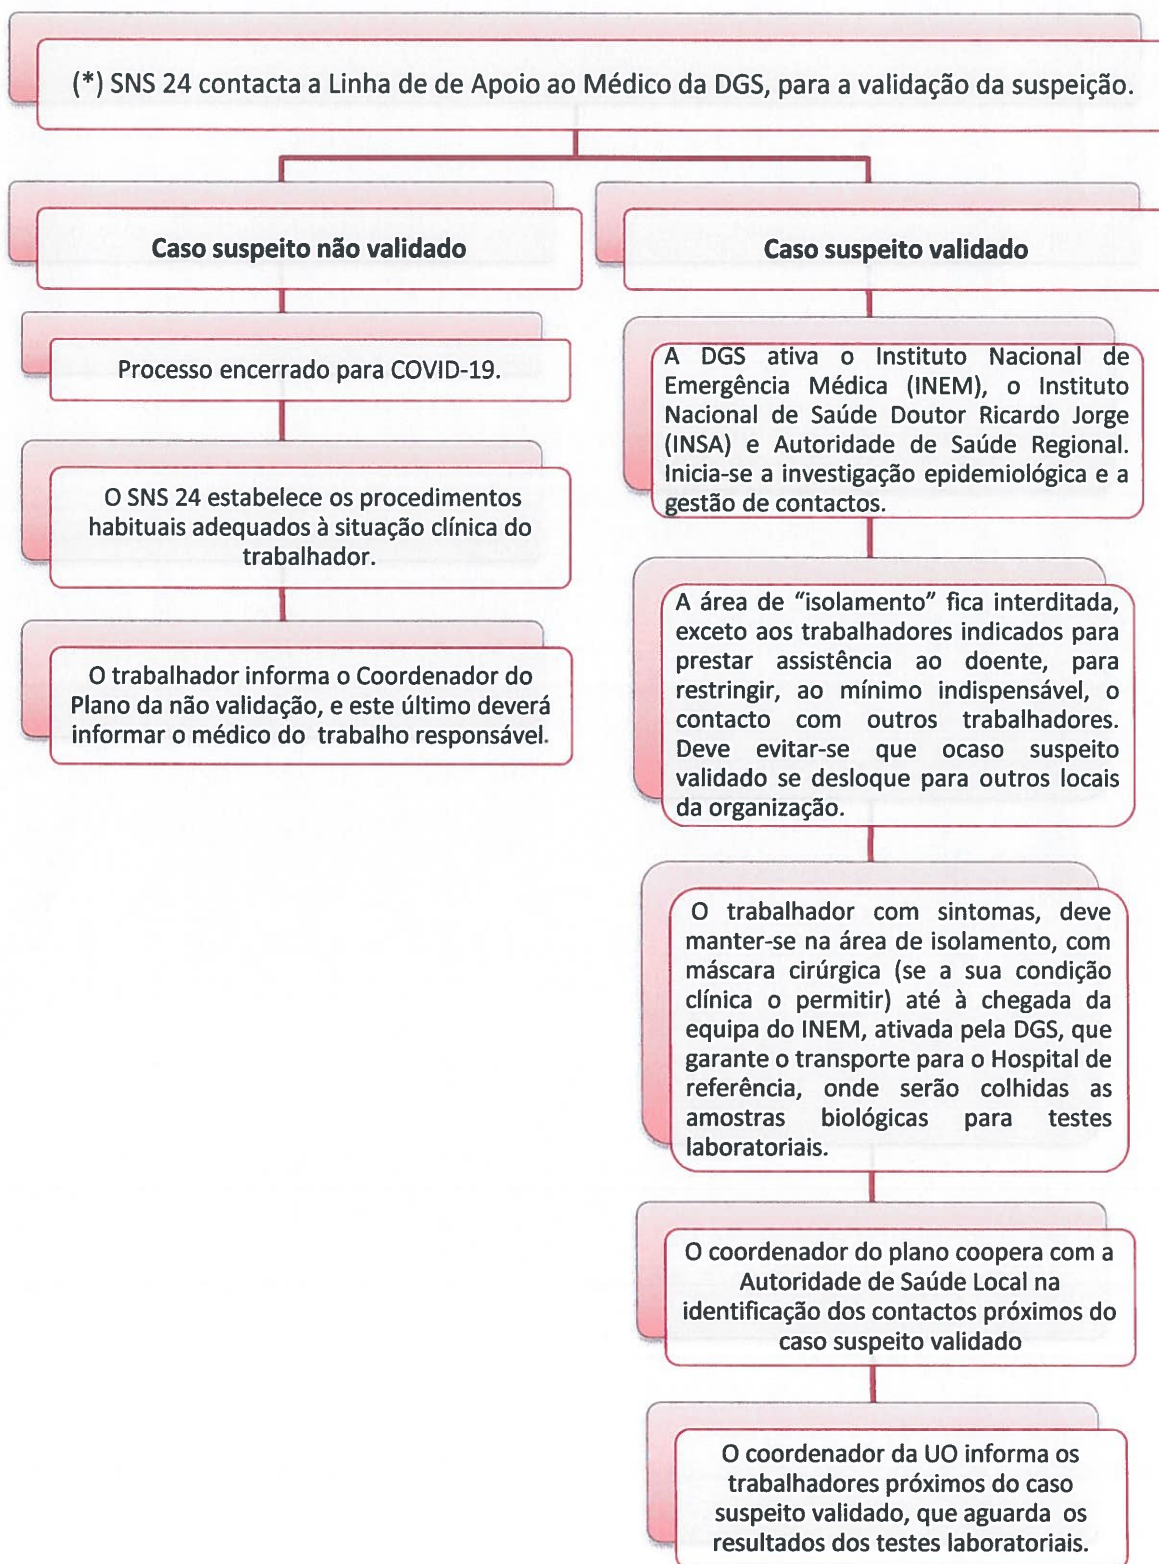 (*) SNS 24 contacta a Linha de de Apoio ao Médico da DGS, para a validação da suspeição.
Caso suspeito não validado
Processo encerrado para COVID-19.
O SNS 24 estabelece os procedimentos
habituais adequados à situação clínica do
trabalhador.
O trabalhador informa o Coordenador do
Plano da não validação, e este último deverá
informar o médico do trabalho responsável.
Caso suspeito validado
A DGS ativa o Instituto Nacional de
Emergência Médica (INEM), o Instituto
Nacional de Saúde Doutor Ricardo Jorge
(INSA) e Autoridade de Saúde Regional.
Inicia-se a investigação epidemiológica e a
gestão de contactos.
A área de “isolamento” fica interditada,
exceto aos trabalhadores indicados para
prestar assistência ao doente, para
restringir, ao mínimo indispensável, o
contacto com outros trabalhadores.
Deve evitar-se que ocaso suspeito
validado se desloque para outros locais
da organização.
O trabalhador com sintomas, deve
manter-se na área de isolamento, com
máscara cirúrgica (se a sua condição
clínica o permitir) até à chegada da
equipa do INEM, ativada pela DGS, que
garante o transporte para o Hospital de
referência, onde serão colhidas as
amostras biológicas para testes
laboratoriais.
O coordenador do plano coopera com a
Autoridade de Saúde Local na
identificação dos contactos próximos do
caso suspeito validado
O coordenador da UO informa os
trabalhadores próximos do caso
suspeito validado, que aguarda os
resultados dos testes laboratoriais.